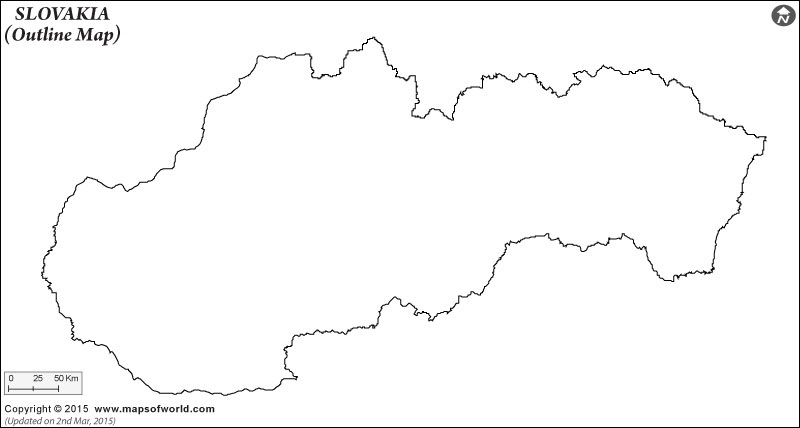 SLOVAKIA
(Outline Map)
N
0 25 50 Km
Copyright © 2015 www.mapsofworld.com
(Updated on 2nd Mar, 2015)